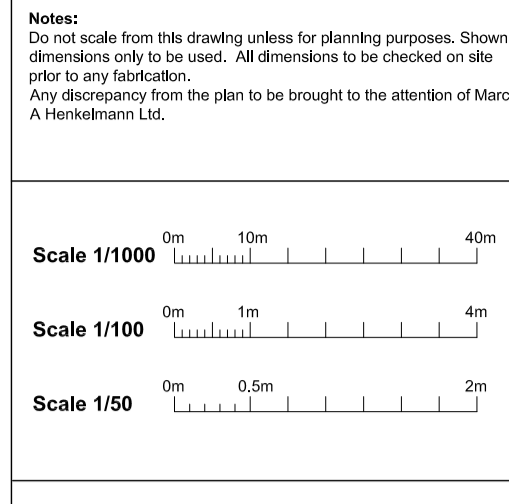 Notes:
Do not scale from this drawing unless for planning purposes. Shown
dimensions only to be used. All dimensions to be checked on site
prior to any fabrication.
Any discrepancy from the plan to be brought to the attention of Marc
A Henkelmann Ltd.
0m 10m 40m
Scale 1/1000
0m 1m 4m
Scale 1/100
0m 0.5m 2m
Scale 1/50